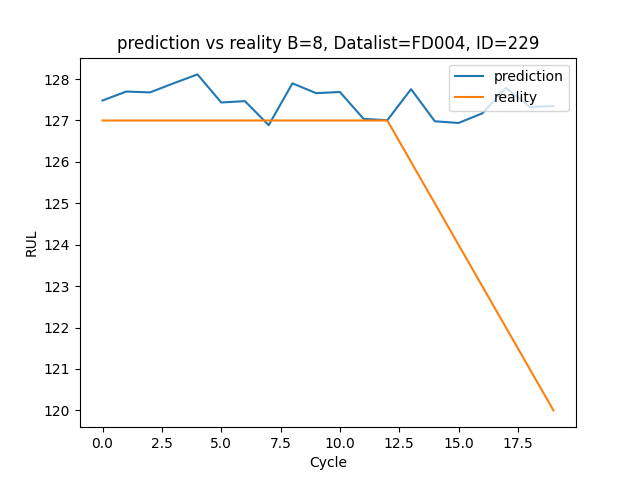 prediction vs reality B=8, Datalist=FD004, ID=229
prediction
reality
128
127
126
125
124
123
122
121
120
RUL
0.0 2.5 5.0 7.5 10.0 12.5 15.0 17.5
Cycle